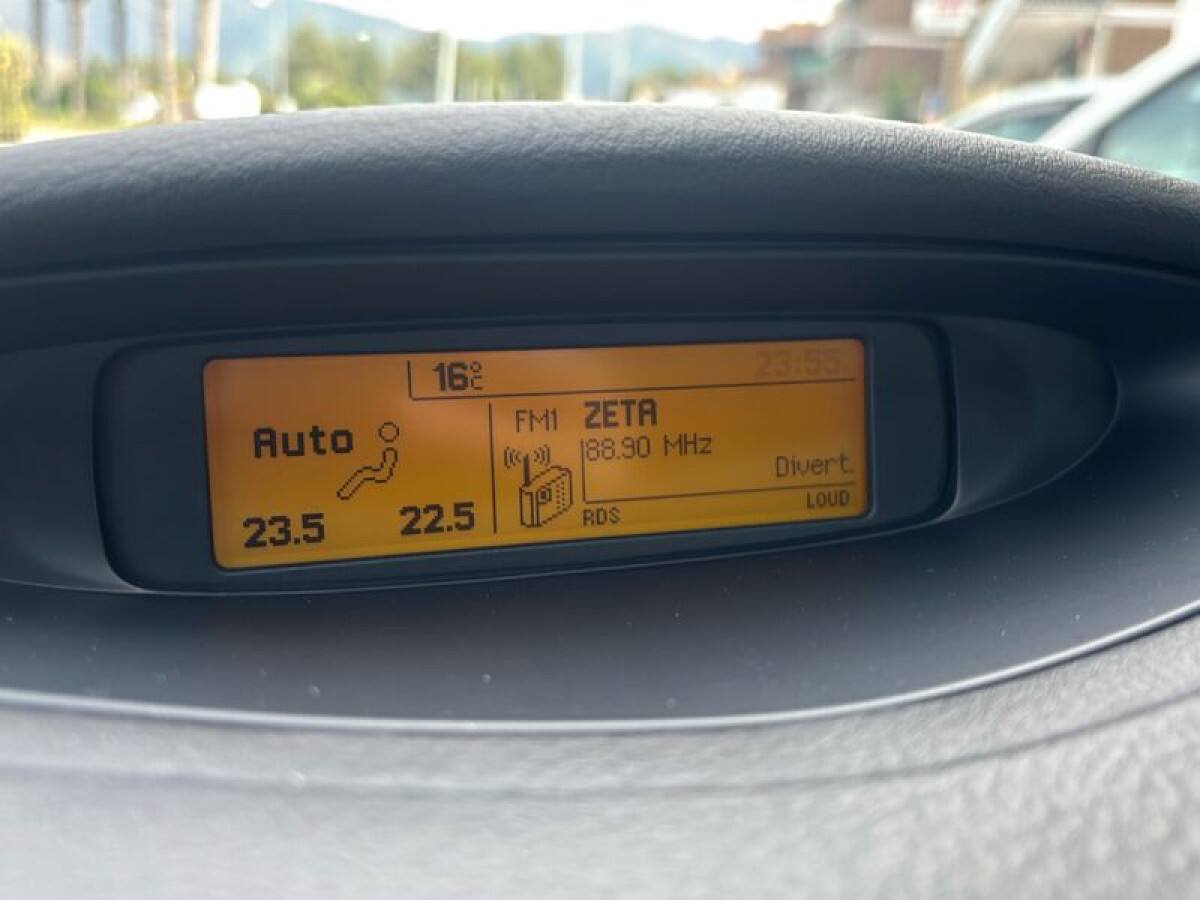 16°C 23:55
Auto
23.5 22.5
FM1 ZETA
88.90 MHz
Divert.
RDS LOUD